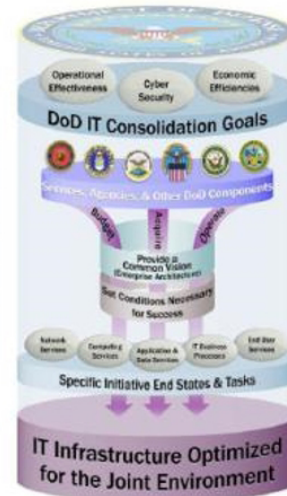 Operational
Effectiveness
Cyber
Security
Economic
Efficiencies
DoD IT Consolidation Goals
Services, Agencies, & Other DoD Components
Budget
Acquire
Operate
Provide a
Common Vision
(Enterprise Architecture)
Set Conditions Necessary
for Success
Network
Services
Computing
Services
Application &
Data Services
IT Business
Processes
End User
Services
Specific Initiative End States & Tasks
IT Infrastructure Optimized
for the Joint Environment